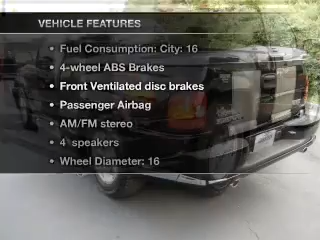 VEHICLE FEATURES
• Fuel Consumption: City: 16
• 4-wheel ABS Brakes
• Front Ventilated disc brakes
• Passenger Airbag
• AM/FM stereo
• 4 speakers
• Wheel Diameter: 16